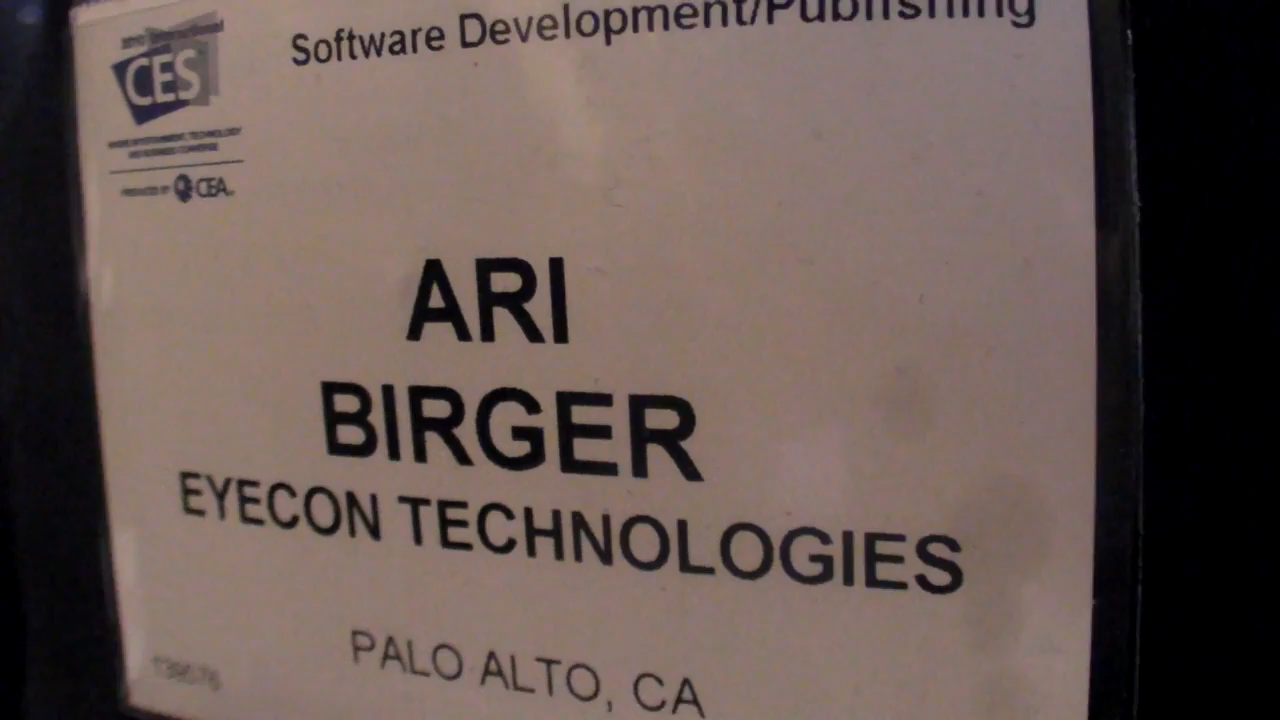 Software Development/Publishing
CES
CEA
ARI
BIRGER
EYECON TECHNOLOGIES
PALO ALTO, CA